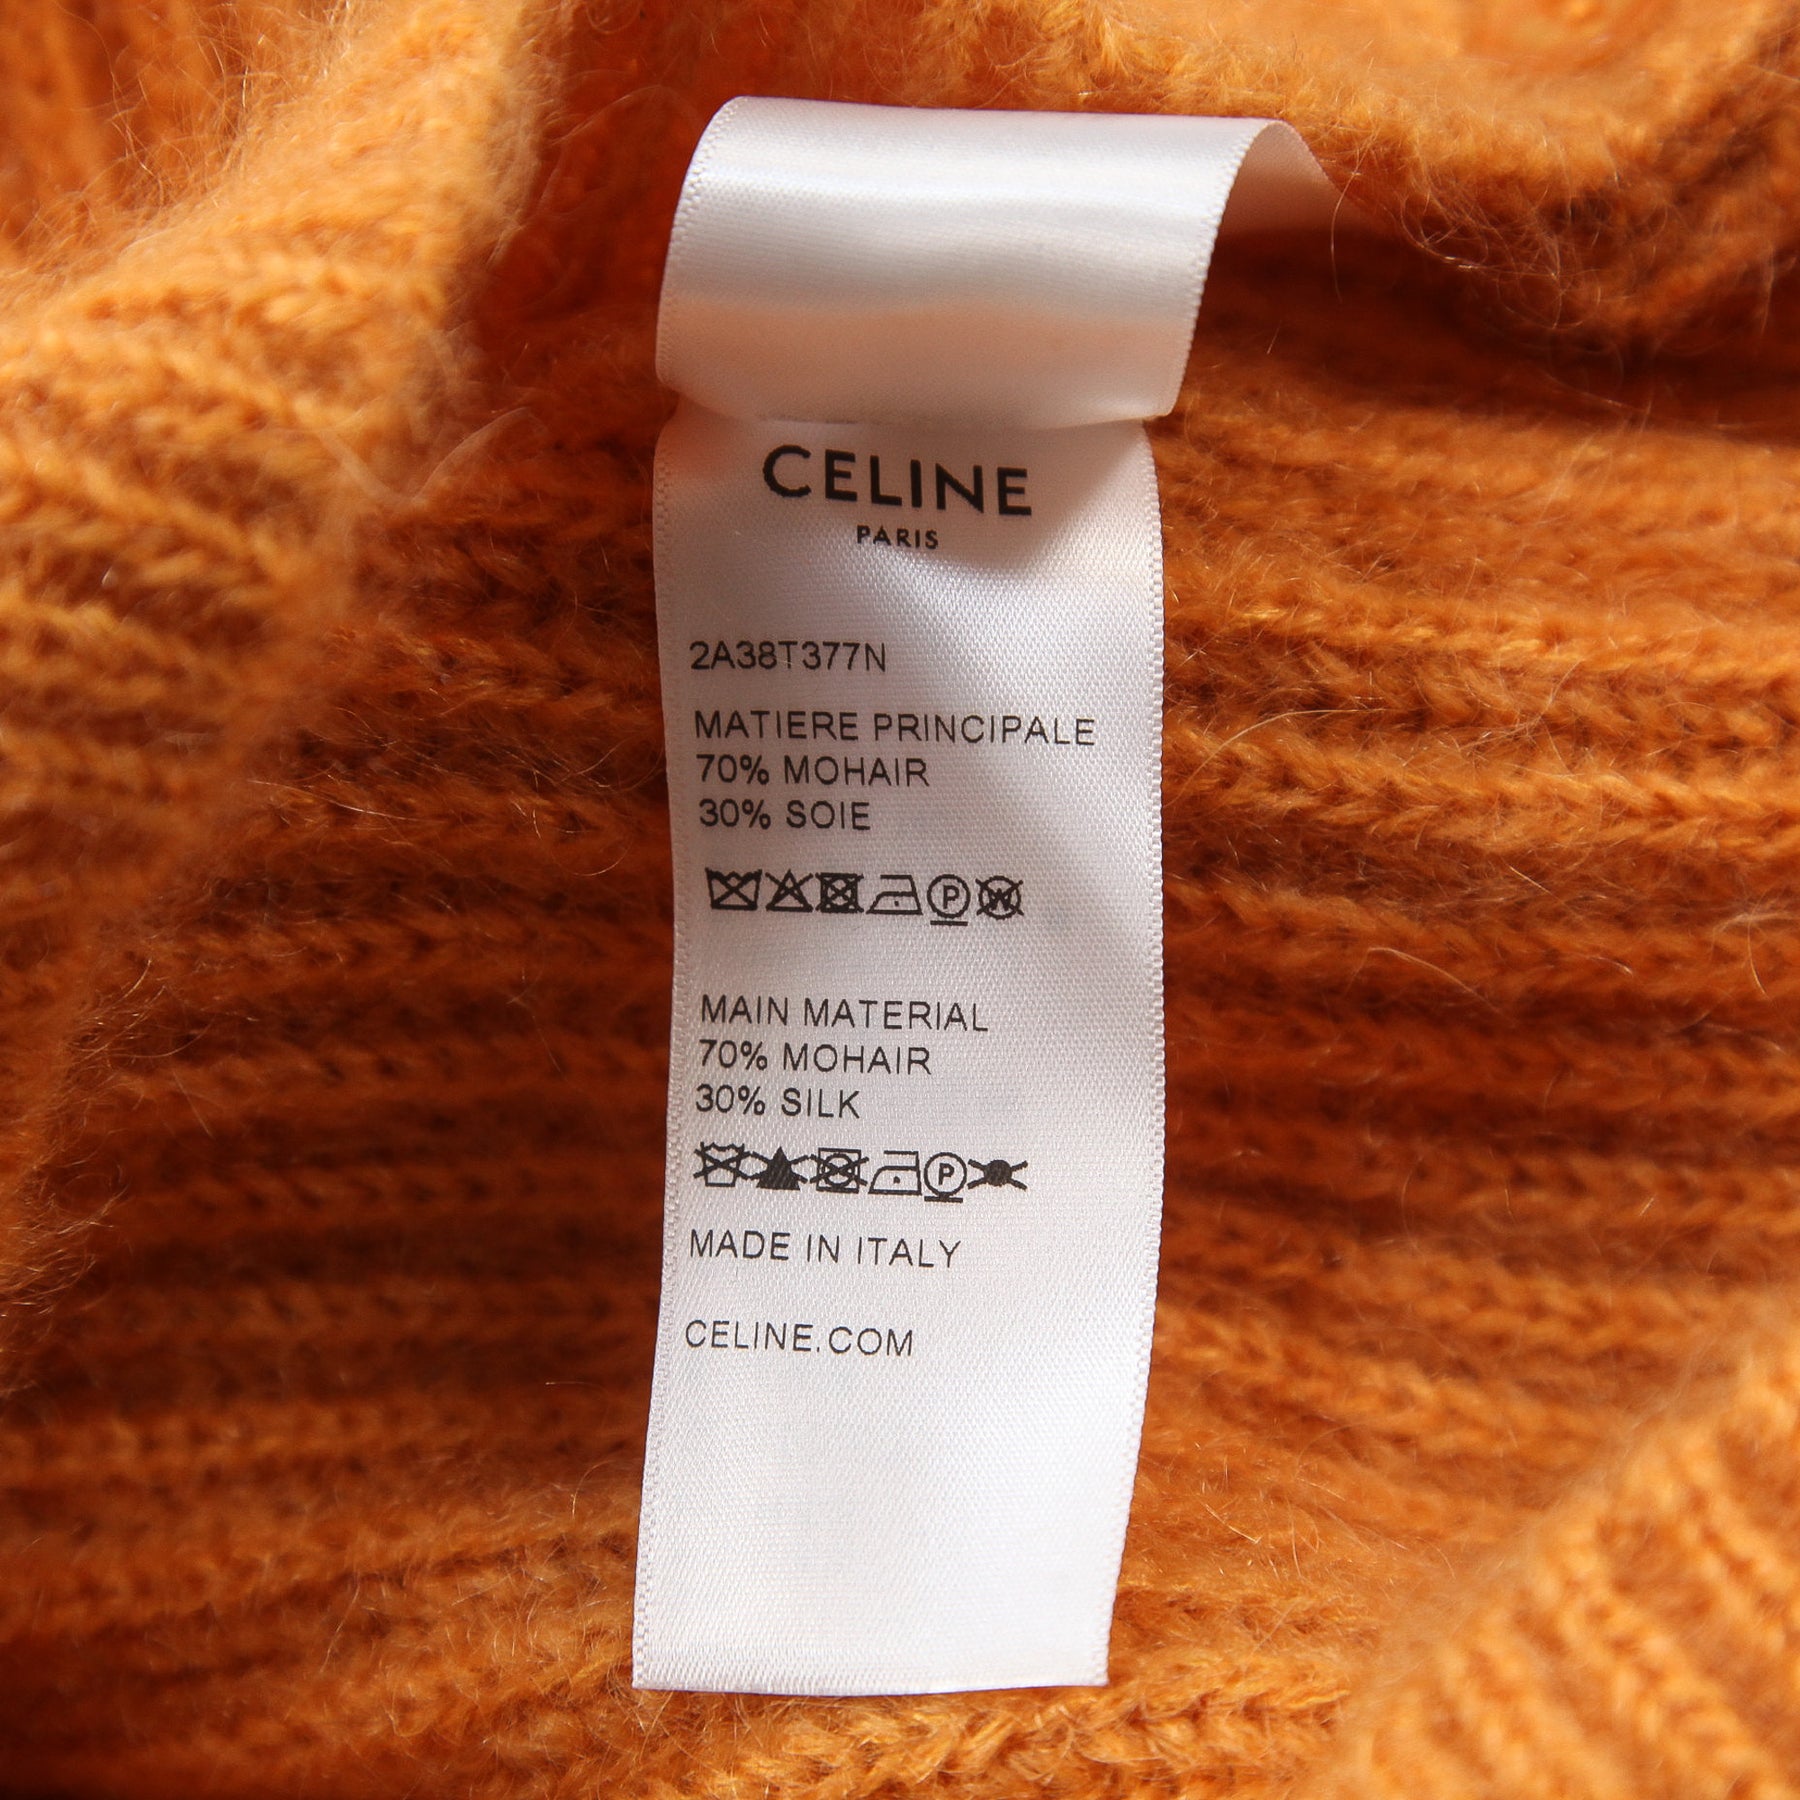 CELINE
PARIS
2A38T377N
MATIERE PRINCIPALE
70% MOHAIR
30% SOIE
P W
MAIN MATERIAL
70% MOHAIR
30% SILK
P
MADE IN ITALY
CELINE.COM